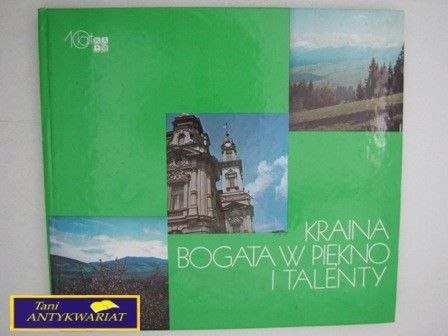 KRAINA
BOGATA W PIĘKNO
I TALENTY
Tani
ANTYKWARIAT